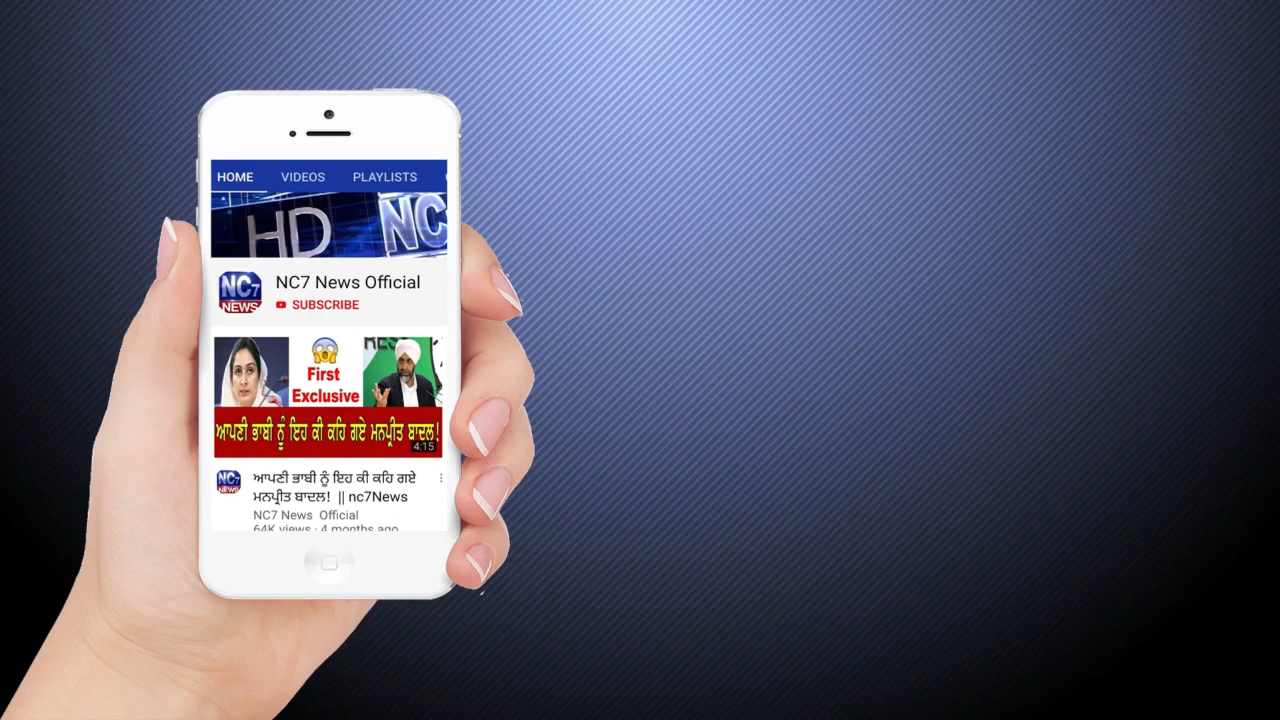 HOME VIDEOS PLAYLISTS
HD NC
NC7 NEWS
NC7 News Official
SUBSCRIBE
First
Exclusive
ਆਪਣੀ ਭਾਬੀ ਨੂੰ ਇਹ ਕੀ ਕਹਿ ਗਏ ਮਨਪ੍ਰੀਤ ਬਾਦਲ!
4:15
NC7 NEWS
ਆਪਣੀ ਭਾਬੀ ਨੂੰ ਇਹ ਕੀ ਕਹਿ ਗਏ
ਮਨਪ੍ਰੀਤ ਬਾਦਲ! || nc7News
NC7 News Official
64K views · 4 months ago